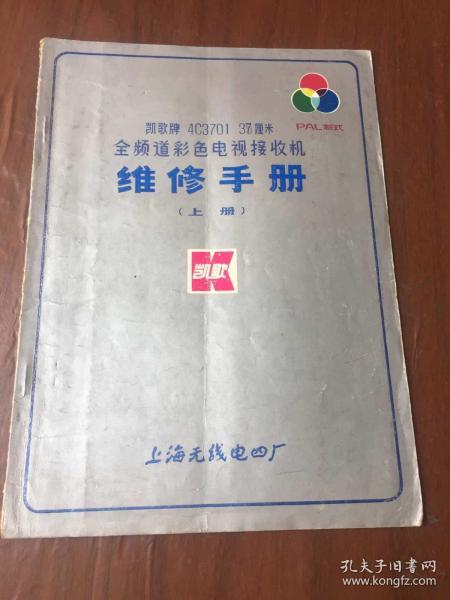 PAL制式
凯歌牌 4C3701 37厘米
全频道彩色电视接收机
维修手册
（上册）
凯歌
上海无线电四厂
孔夫子旧书网
www.kongfz.com